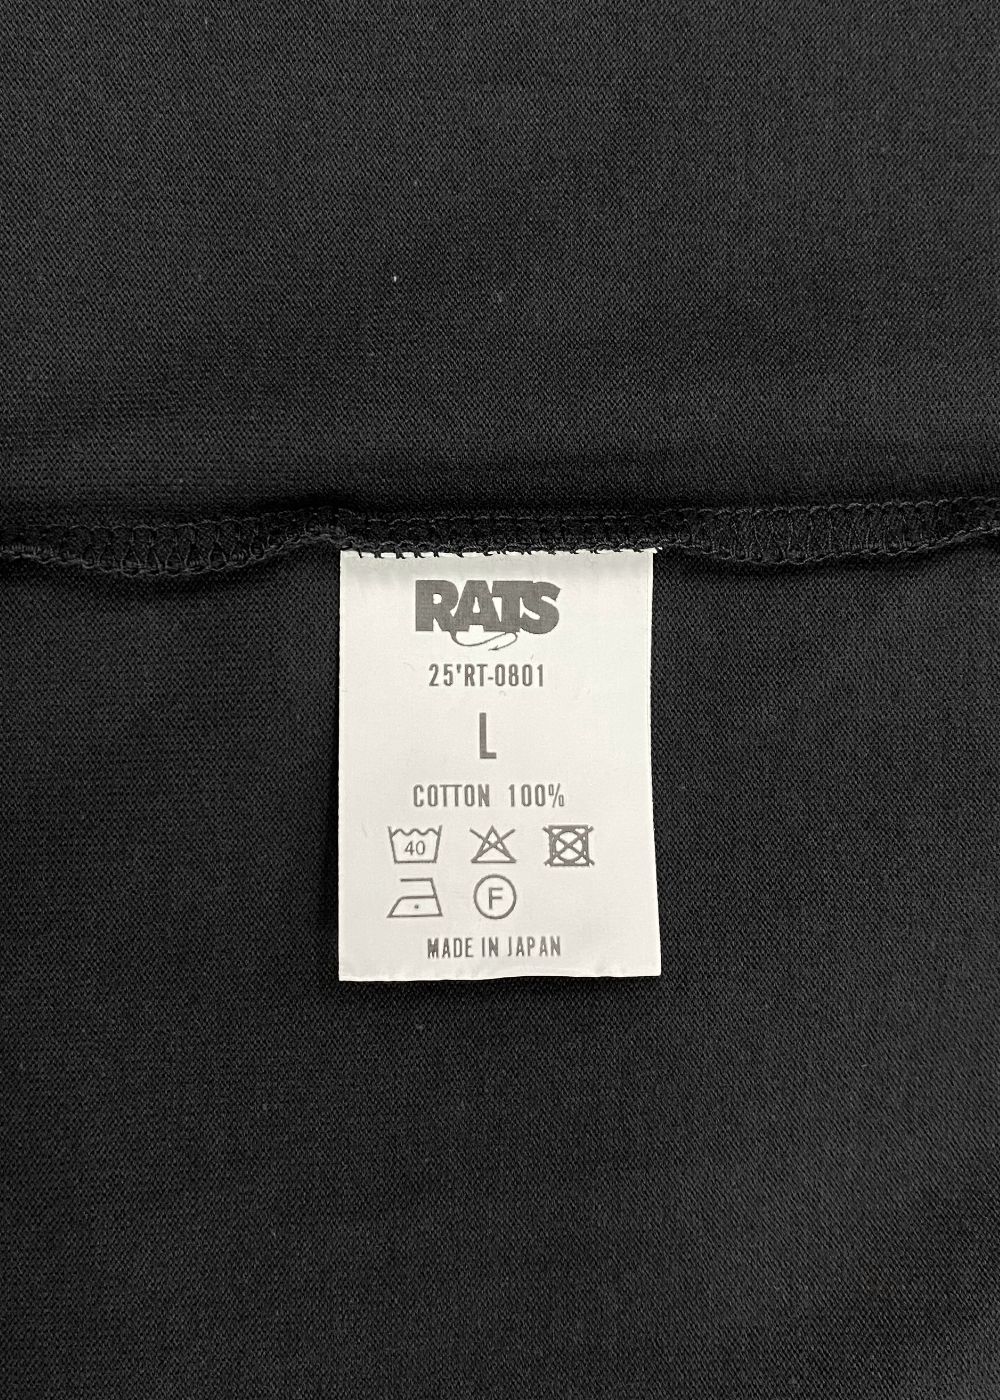 RATS
25'RT-0801
L
COTTON 100%
40
F
MADE IN JAPAN